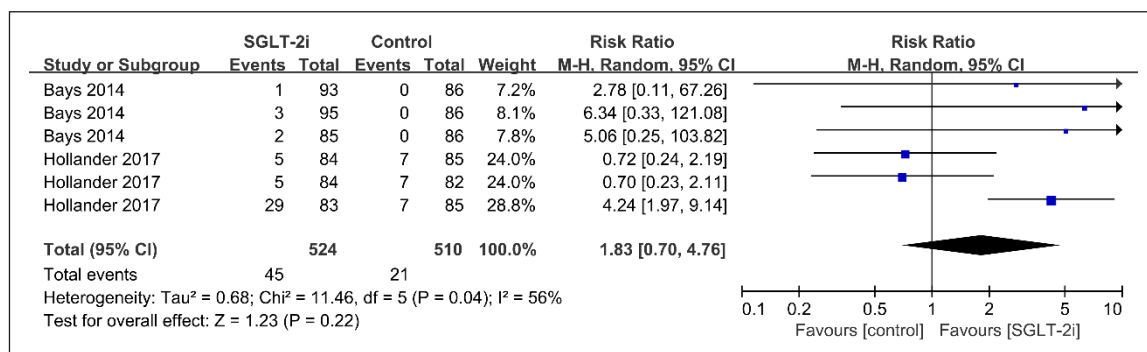 SGLT-2i Control Risk Ratio Risk Ratio
Study or Subgroup Events Total Events Total Weight M-H, Random, 95% CI M-H, Random, 95% CI
Bays 2014 1 93 0 86 7.2% 2.78 [0.11, 67.26]
Bays 2014 3 95 0 86 8.1% 6.34 [0.33, 121.08]
Bays 2014 2 85 0 86 7.8% 5.06 [0.25, 103.82]
Hollander 2017 5 84 7 85 24.0% 0.72 [0.24, 2.19]
Hollander 2017 5 84 7 82 24.0% 0.70 [0.23, 2.11]
Hollander 2017 29 83 7 85 28.8% 4.24 [1.97, 9.14]
Total (95% CI) 524 510 100.0% 1.83 [0.70, 4.76]
Total events 45 21
Heterogeneity: Tau² = 0.68; Chi² = 11.46, df = 5 (P = 0.04); I² = 56%
Test for overall effect: Z = 1.23 (P = 0.22)
0.1 0.2 0.5 1 2 5 10
Favours [control] Favours [SGLT-2i]